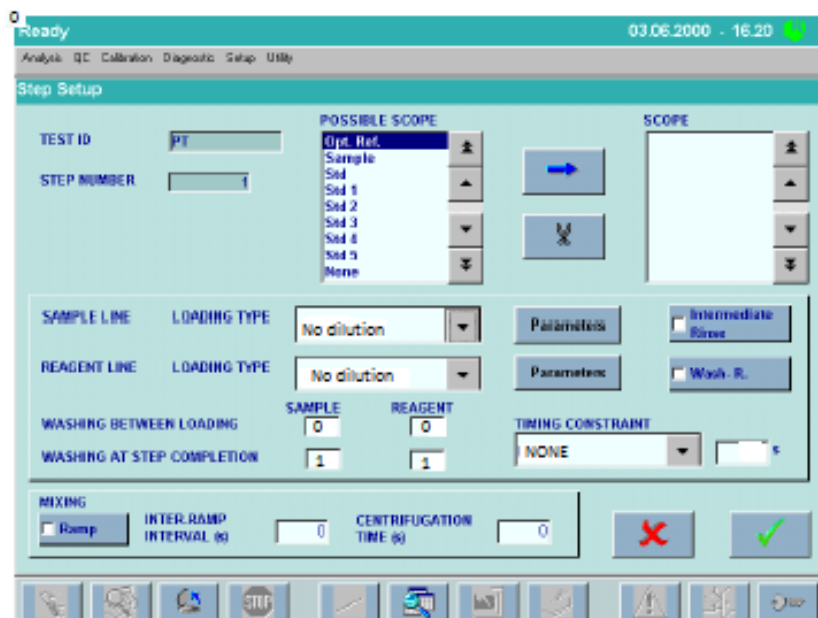 0
Ready 03.06.2000 - 16.20
Analysis QC Calibration Diagnostic Setup Utility
Step Setup
POSSIBLE SCOPE SCOPE
TEST ID PT
STEP NUMBER 1
Opt. Ref.
Sample
Std
Std 1
Std 2
Std 3
Std 4
Std 5
None
SAMPLE LINE LOADING TYPE No dilution Parameters Intermediate
Rinse
REAGENT LINE LOADING TYPE No dilution Parameters Wash- R.
SAMPLE REAGENT
WASHING BETWEEN LOADING 0 0 TIMING CONSTRAINT
WASHING AT STEP COMPLETION 1 1 NONE s
MIXING
Ramp INTER.RAMP
INTERVAL (s) 0 CENTRIFUGATION
TIME (s) 0
STOP